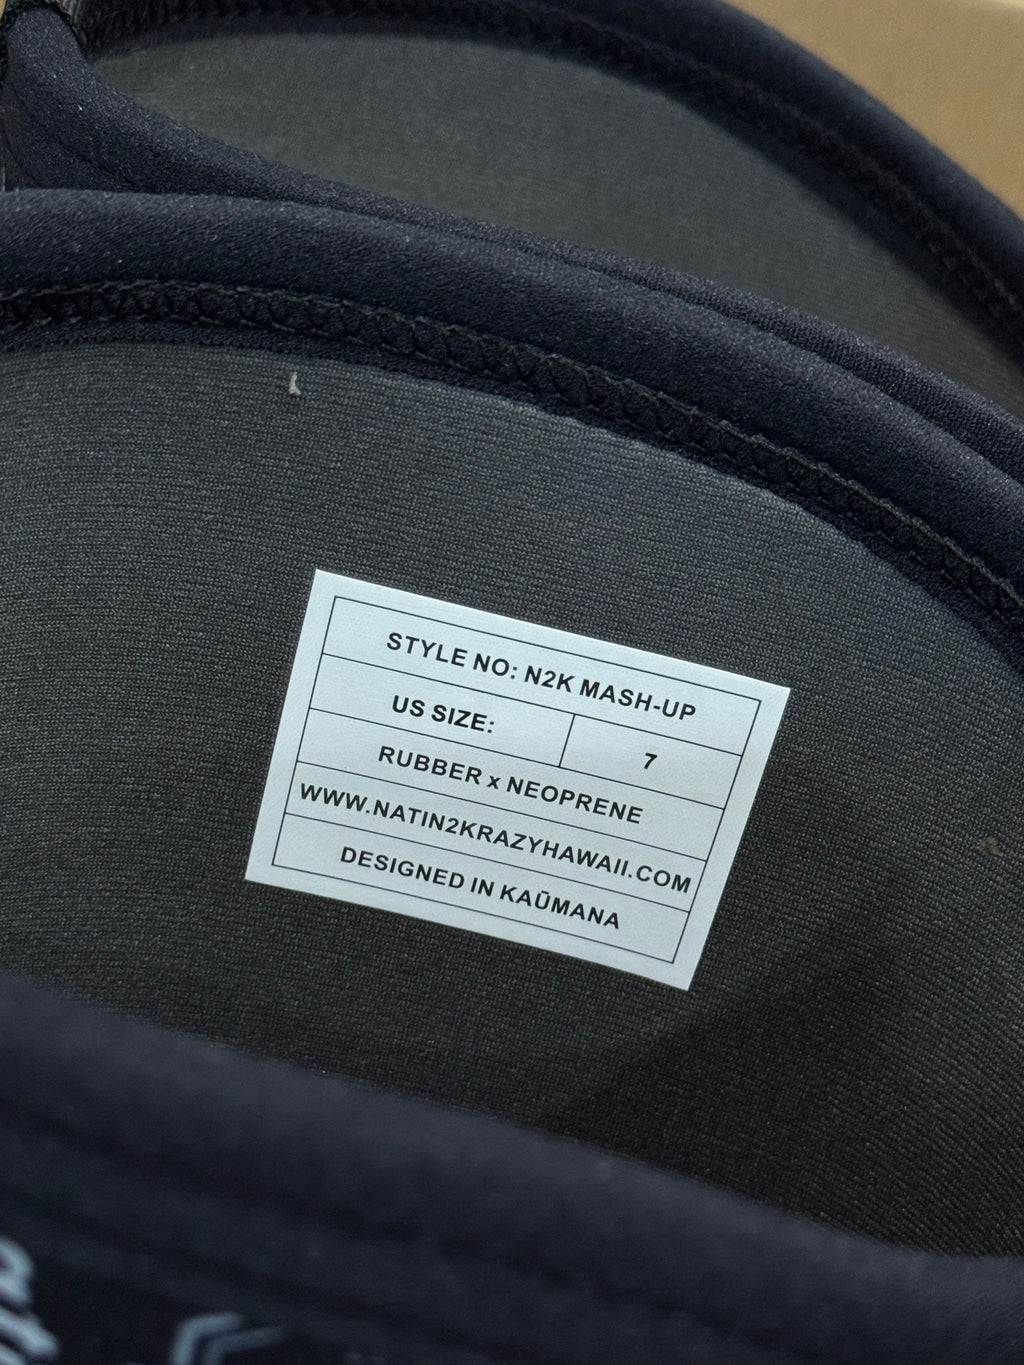 STYLE NO: N2K MASH-UP
US SIZE: 7
RUBBER x NEOPRENE
WWW.NATIN2KRAZYHAWAII.COM
DESIGNED IN KAŪMANA